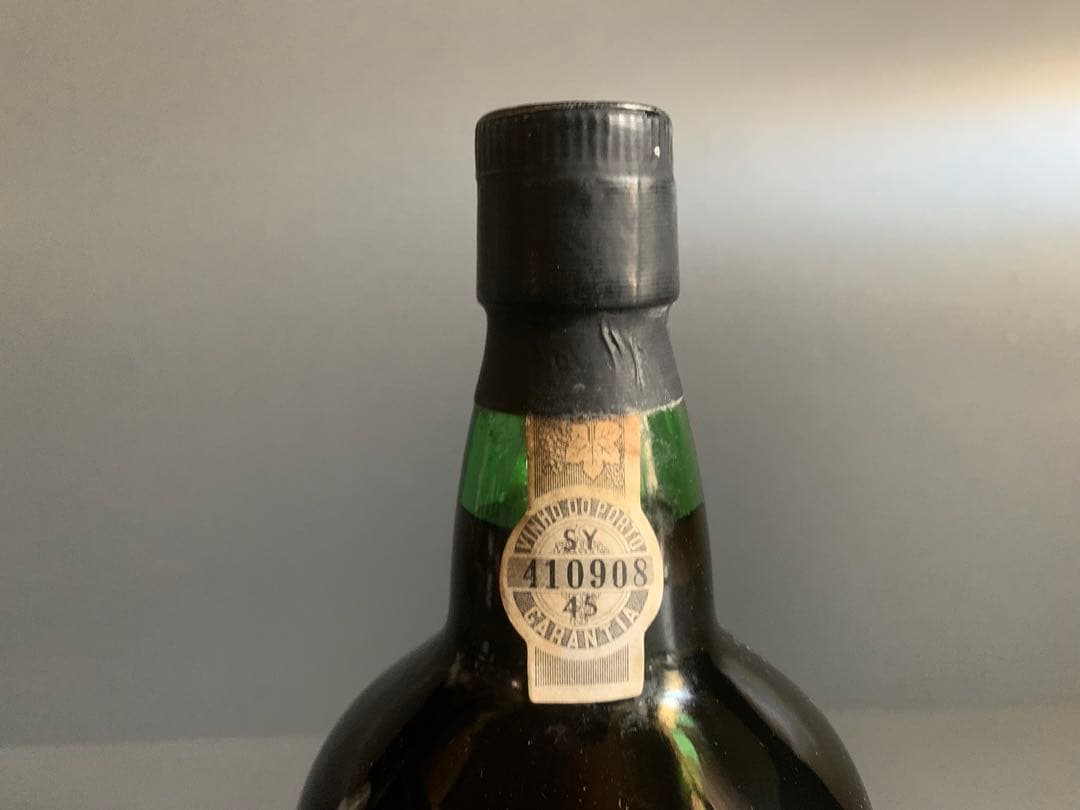 VINHO DO PORTO
SY
410908
45
GARANTIA